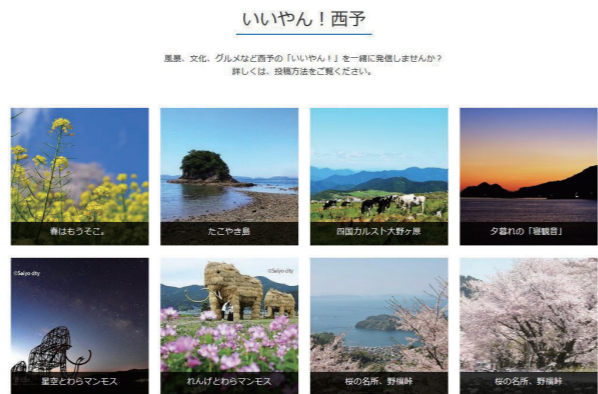 いいやん！西予
風景、文化、グルメなど西予の「いいやん！」を一緒に発信しませんか？
詳しくは、投稿方法をご覧ください。
春はもうそこ。
たこやき島
四国カルスト大野ヶ原
夕暮れの「寝観音」
©Seiyo city
星空とわらマンモス
©Seiyo city
れんげとわらマンモス
桜の名所、野福峠
桜の名所、野福峠